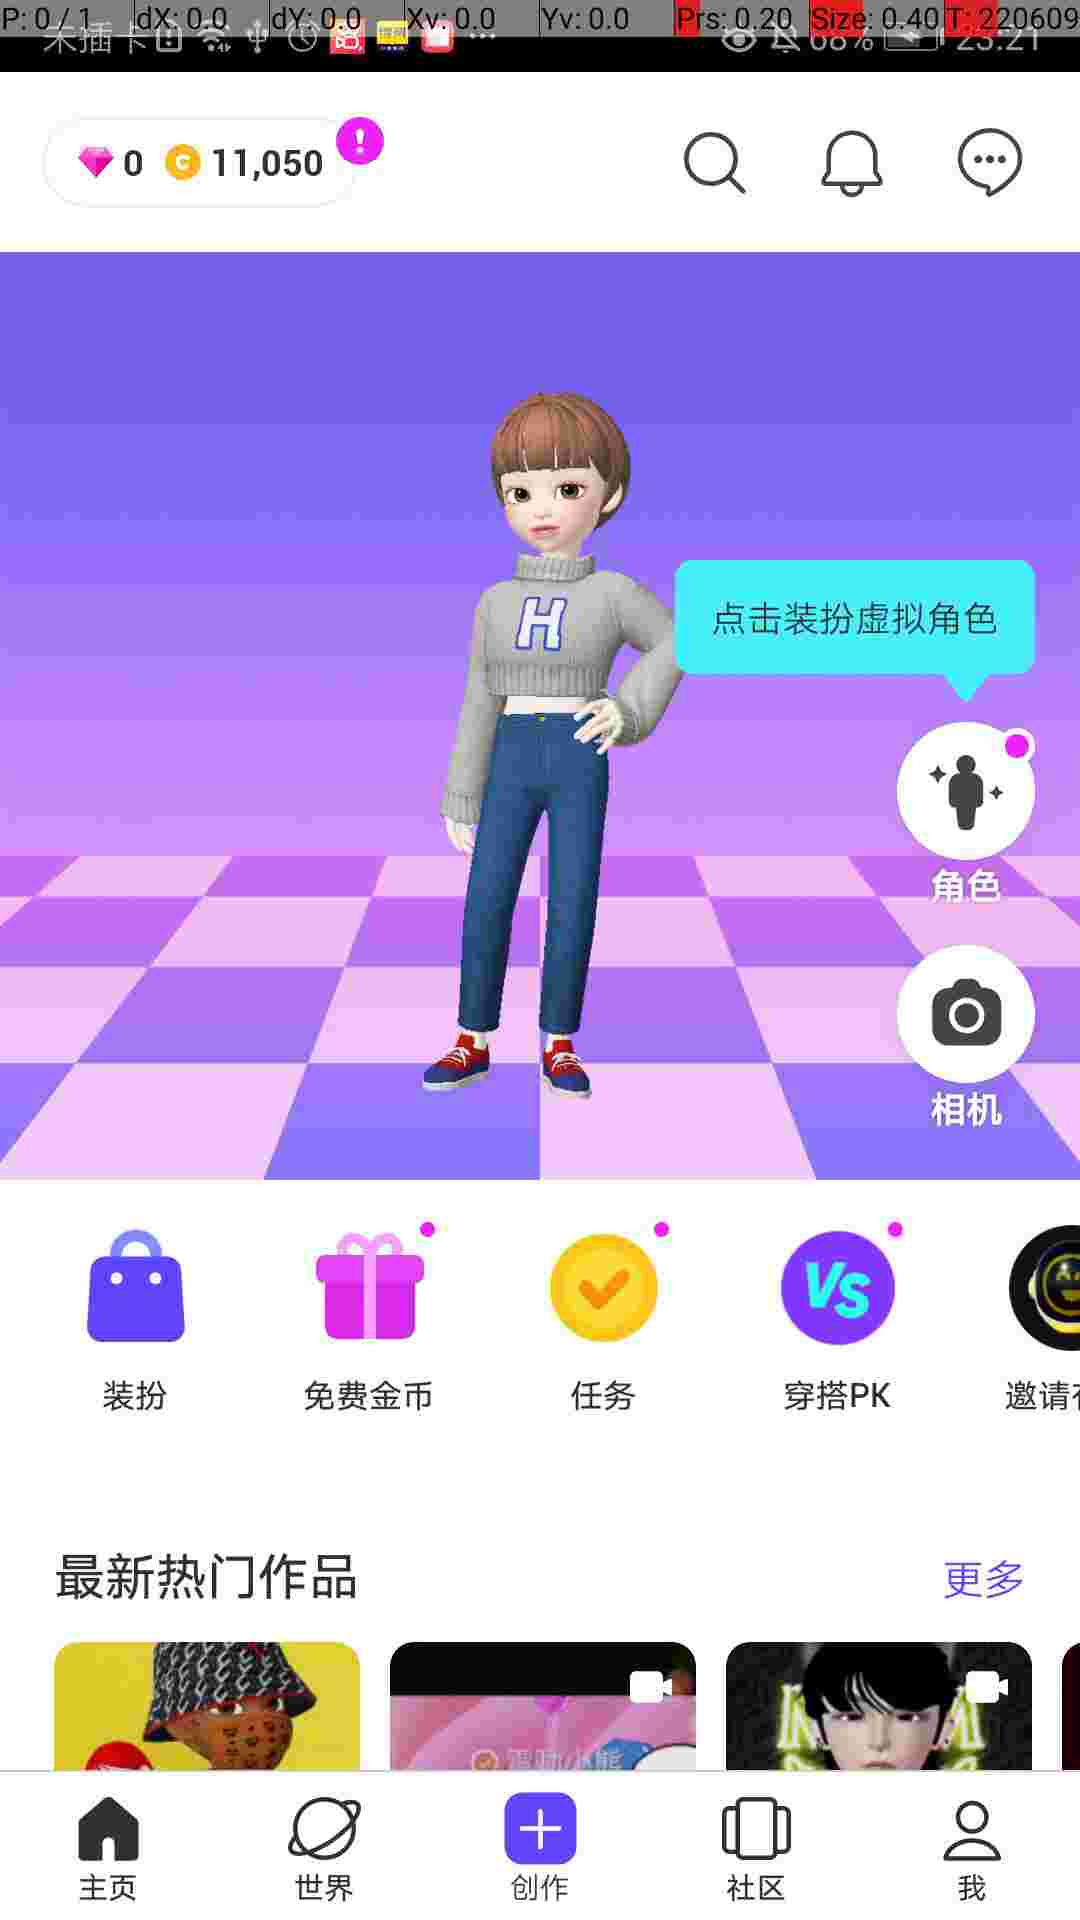 P: 0 / 1 dX: 0.0 dY: 0.0 Xv: 0.0 Yv: 0.0 Prs: 0.20 Size: 0.40 T: 220609
未插卡 68% 23:21
0 C 11,050 !
H
点击装扮虚拟角色
角色
相机
VS
装扮 免费金币 任务 穿搭PK 邀请
最新热门作品 更多
主页 世界 创作 社区 我